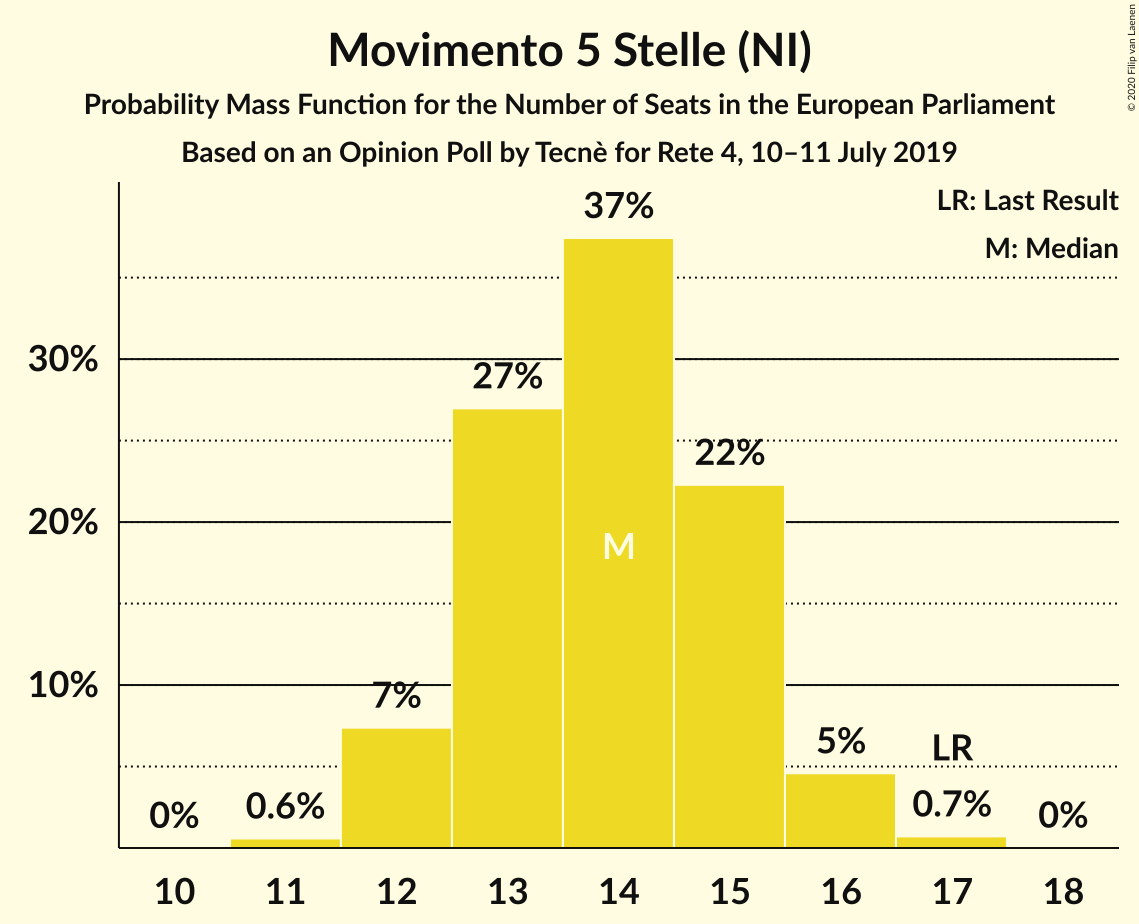 Movimento 5 Stelle (NI)
Probability Mass Function for the Number of Seats in the European Parliament
Based on an Opinion Poll by Tecnè for Rete 4, 10–11 July 2019
© 2020 Filip van Laenen
LR: Last Result
M: Median
37%
30%
27%
22%
20%
M
10%
7%
5%
LR
0%
0.6%
0.7%
0%
10 11 12 13 14 15 16 17 18